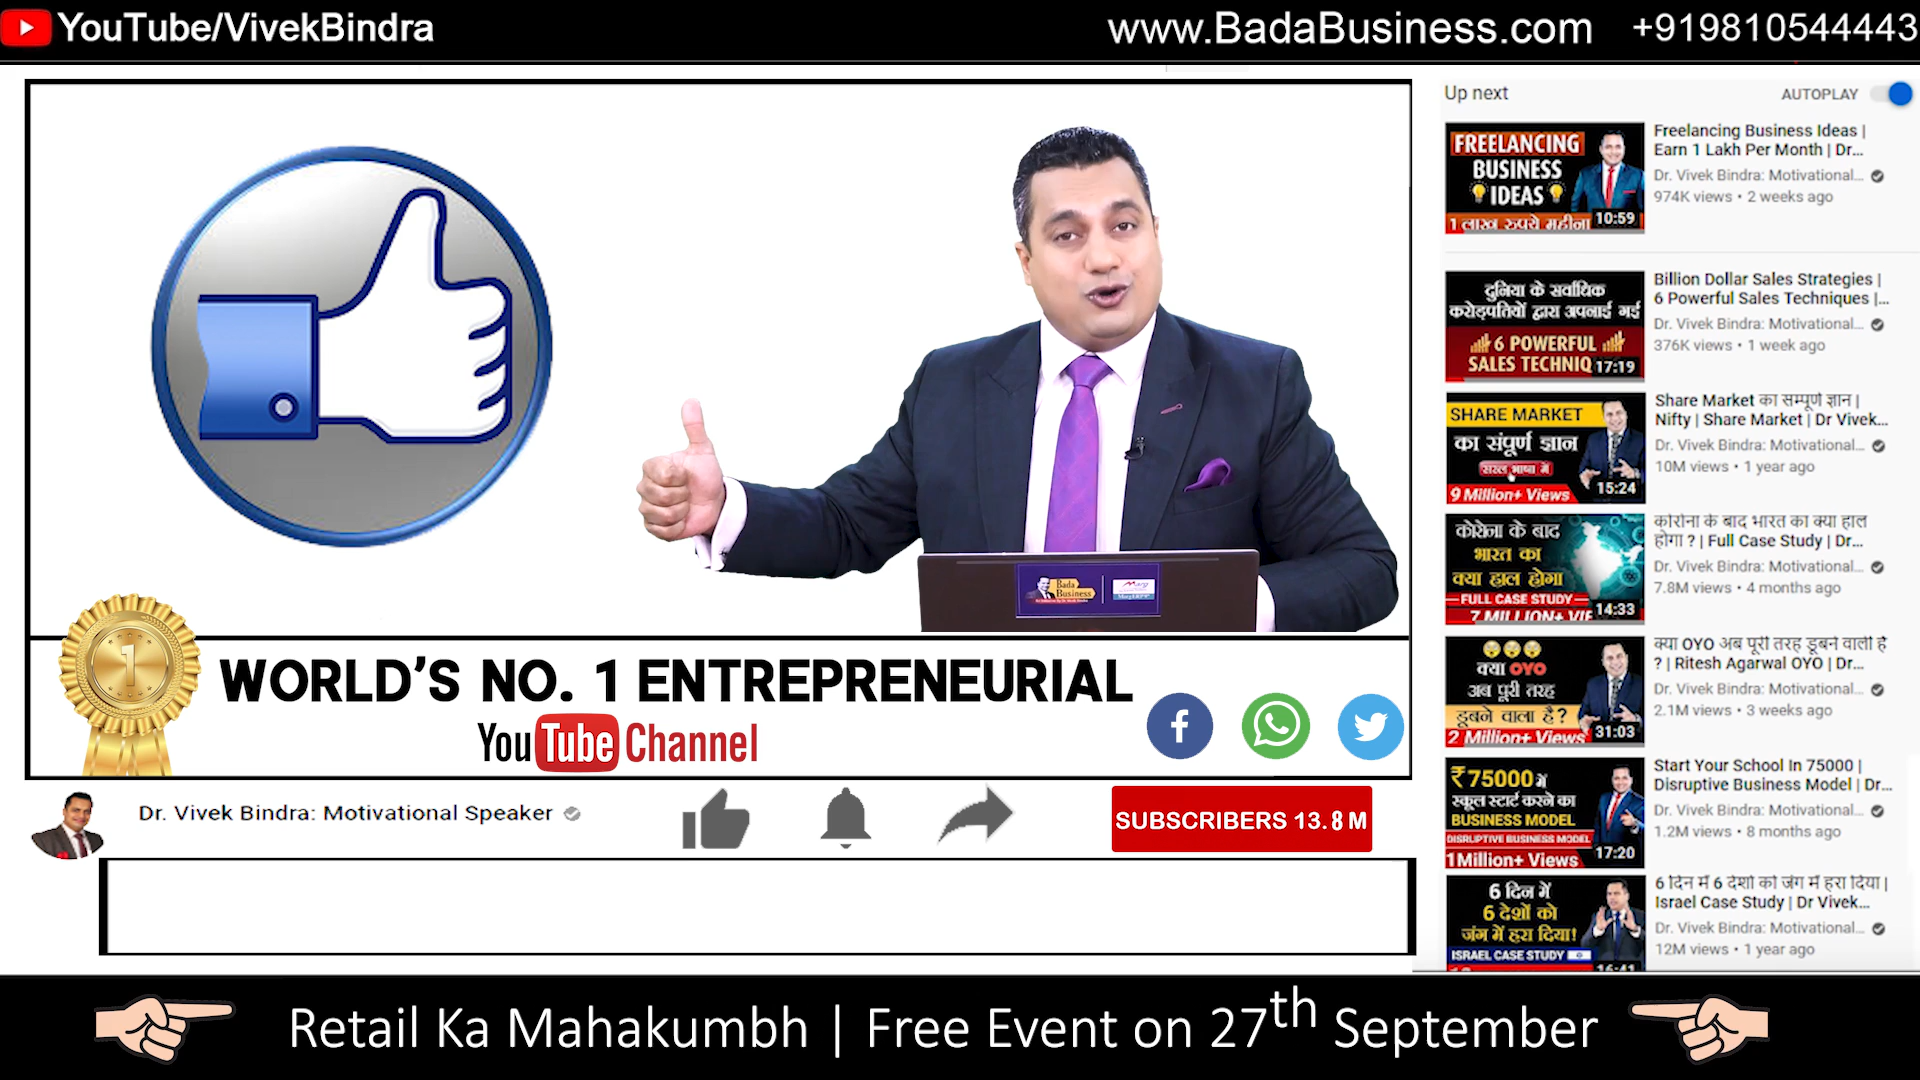 YouTube/VivekBindra
www.BadaBusiness.com +919810544443
Up next
AUTOPLAY
FREELANCING
BUSINESS
IDEAS
1 लाख रुपये महीना
10:59
Freelancing Business Ideas |
Earn 1 Lakh Per Month | Dr...
Dr. Vivek Bindra: Motivational...
974K views • 2 weeks ago
दुनिया के सर्वाधिक
करोड़पतियों द्वारा अपनाई गई
6 POWERFUL
SALES TECHNIQ
17:19
Billion Dollar Sales Strategies |
6 Powerful Sales Techniques |...
Dr. Vivek Bindra: Motivational...
376K views • 1 week ago
SHARE MARKET
का संपूर्ण ज्ञान
सरल भाषा में
9 Million+ Views
15:24
Share Market का सम्पूर्ण ज्ञान |
Nifty | Share Market | Dr Vivek...
Dr. Vivek Bindra: Motivational...
10M views • 1 year ago
कोरोना के बाद
भारत का
क्या हाल होगा
FULL CASE STUDY
7 MILLION+ VIE
14:33
कोरोना के बाद भारत का क्या हाल
होगा ? | Full Case Study | Dr...
Dr. Vivek Bindra: Motivational...
7.8M views • 4 months ago
क्या OYO
अब पूरी तरह
डूबने वाला है?
2 Million+ Views
31:03
क्या OYO अब पूरी तरह डूबने वाली है
? | Ritesh Agarwal OYO | Dr...
Dr. Vivek Bindra: Motivational...
2.1M views • 3 weeks ago
₹75000 में
स्कूल स्टार्ट करने का
BUSINESS MODEL
DISRUPTIVE BUSINESS MODEL
1Million+ Views
17:20
Start Your School In 75000 |
Disruptive Business Model | Dr...
Dr. Vivek Bindra: Motivational...
1.2M views • 8 months ago
6 दिन में
6 देशों को
जंग में हरा दिया!
ISRAEL CASE STUDY
16:41
6 दिन में 6 देशों को जंग में हरा दिया |
Israel Case Study | Dr Vivek...
Dr. Vivek Bindra: Motivational...
12M views • 1 year ago
Bada
Business
1
WORLD'S NO. 1 ENTREPRENEURIAL
YouTube Channel
Dr. Vivek Bindra: Motivational Speaker
SUBSCRIBERS 13.8 M
Retail Ka Mahakumbh | Free Event on 27th September